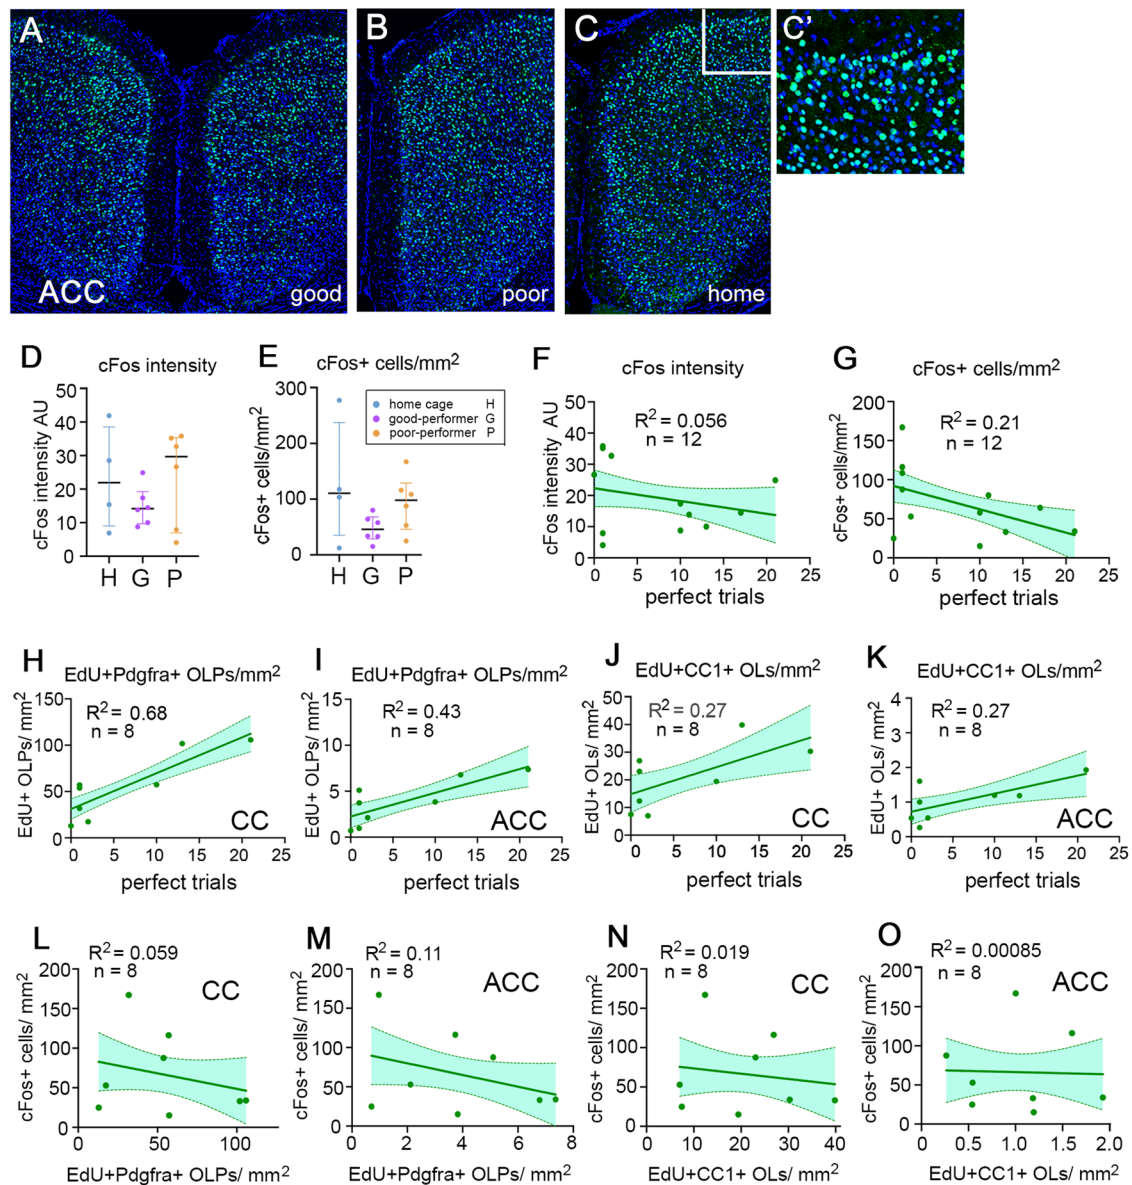 A
B
C
C’
ACC
good
poor
home
D
cFos intensity
cFos intensity AU
50
40
30
20
10
0
H
G
P
E
cFos+ cells/mm2
cFos+ cells/mm2
300
200
100
0
home cage H
good-performer G
poor-performer P
H
G
P
F
cFos intensity
cFos intensity AU
R2 = 0.056
n = 12
50
40
30
20
10
0
0 5 10 15 20 25
perfect trials
G
cFos+ cells/mm2
cFos+ cells/mm2
R2 = 0.21
n = 12
200
150
100
50
0
0 5 10 15 20 25
perfect trials
H
EdU+Pdgfra+ OLPs/mm2
EdU+ OLPs/ mm2
R2 = 0.68
n = 8
150
100
50
0
CC
0 5 10 15 20 25
perfect trials
I
EdU+Pdgfra+ OLPs/mm2
EdU+ OLPs/ mm2
R2 = 0.43
n = 8
15
10
5
0
ACC
0 5 10 15 20 25
perfect trials
J
EdU+CC1+ OLs/mm2
EdU+ OLs/ mm2
R2 = 0.27
n = 8
50
40
30
20
10
0
CC
0 5 10 15 20 25
perfect trials
K
EdU+CC1+ OLs/mm2
EdU+ OLs/ mm2
R2 = 0.27
n = 8
4
3
2
1
0
ACC
0 5 10 15 20 25
perfect trials
L
R2 = 0.059
n = 8
CC
cFos+ cells/ mm2
200
150
100
50
0
0 50 100
EdU+Pdgfra+ OLPs/ mm2
M
R2 = 0.11
n = 8
ACC
cFos+ cells/ mm2
200
150
100
50
0
0 2 4 6 8
EdU+Pdgfra+ OLPs/ mm2
N
R2 = 0.019
n = 8
CC
cFos+ cells/ mm2
200
150
100
50
0
0 10 20 30 40
EdU+CC1+ OLs/ mm2
O
R2 = 0.00085
n = 8
ACC
cFos+ cells/ mm2
200
150
100
50
0
0 0.5 1.0 1.5 2.0
EdU+CC1+ OLs/ mm2